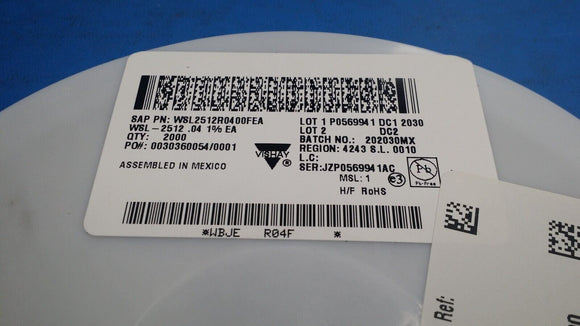 SAP PN: WSL2512R0400FEA
WSL-2512 .04 1% EA
QTY: 2000
PO#: 0030360054/0001
ASSEMBLED IN MEXICO
VISHAY
LOT 1 P0569941 DC1 2030
LOT 2 DC2
BATCH NO: 202030MX
REGION: 4243 S.L. 0010
L.C:
SER:JZP0569941AC
MSL: 1
e3
Pb
Pb-free
H/F RoHS
*WBJE R04F *
Ref: